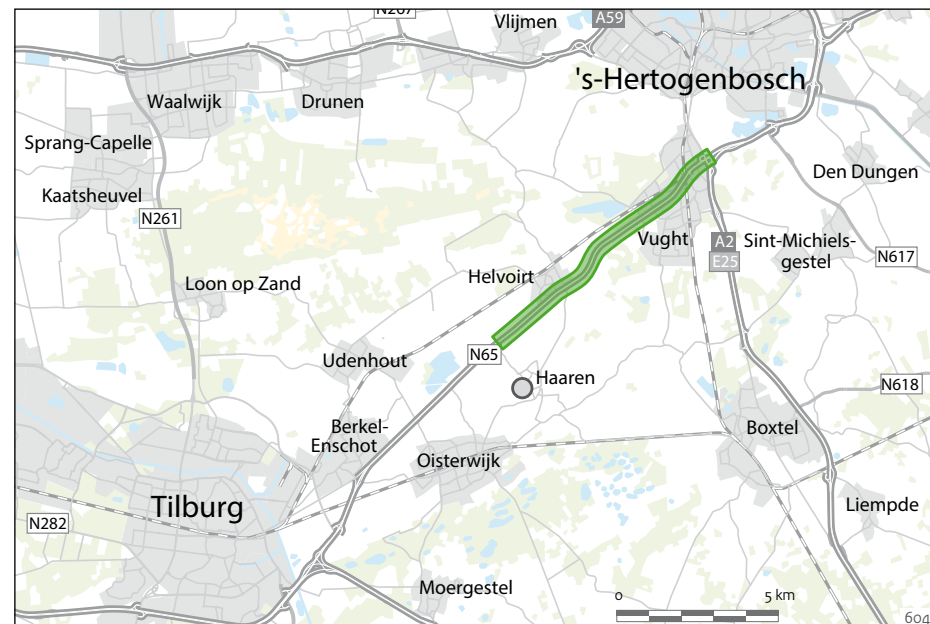 N267
Vlijmen
A59
's-Hertogenbosch
Waalwijk
Drunen
Sprang-Capelle
Den Dungen
Kaatsheuvel
N261
Vught
A2
Sint-Michiels-
gestel
E25
N617
Helvoirt
Loon op Zand
N65
Udenhout
Haaren
N618
Berkel-
Enschot
Boxtel
Oisterwijk
Tilburg
Liempde
N282
Moergestel
0
5 km
604